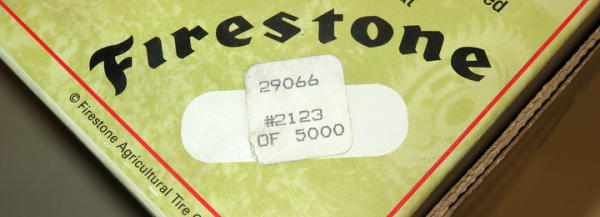 Firestone
29066
#2123
OF 5000
© Firestone Agricultural Tire